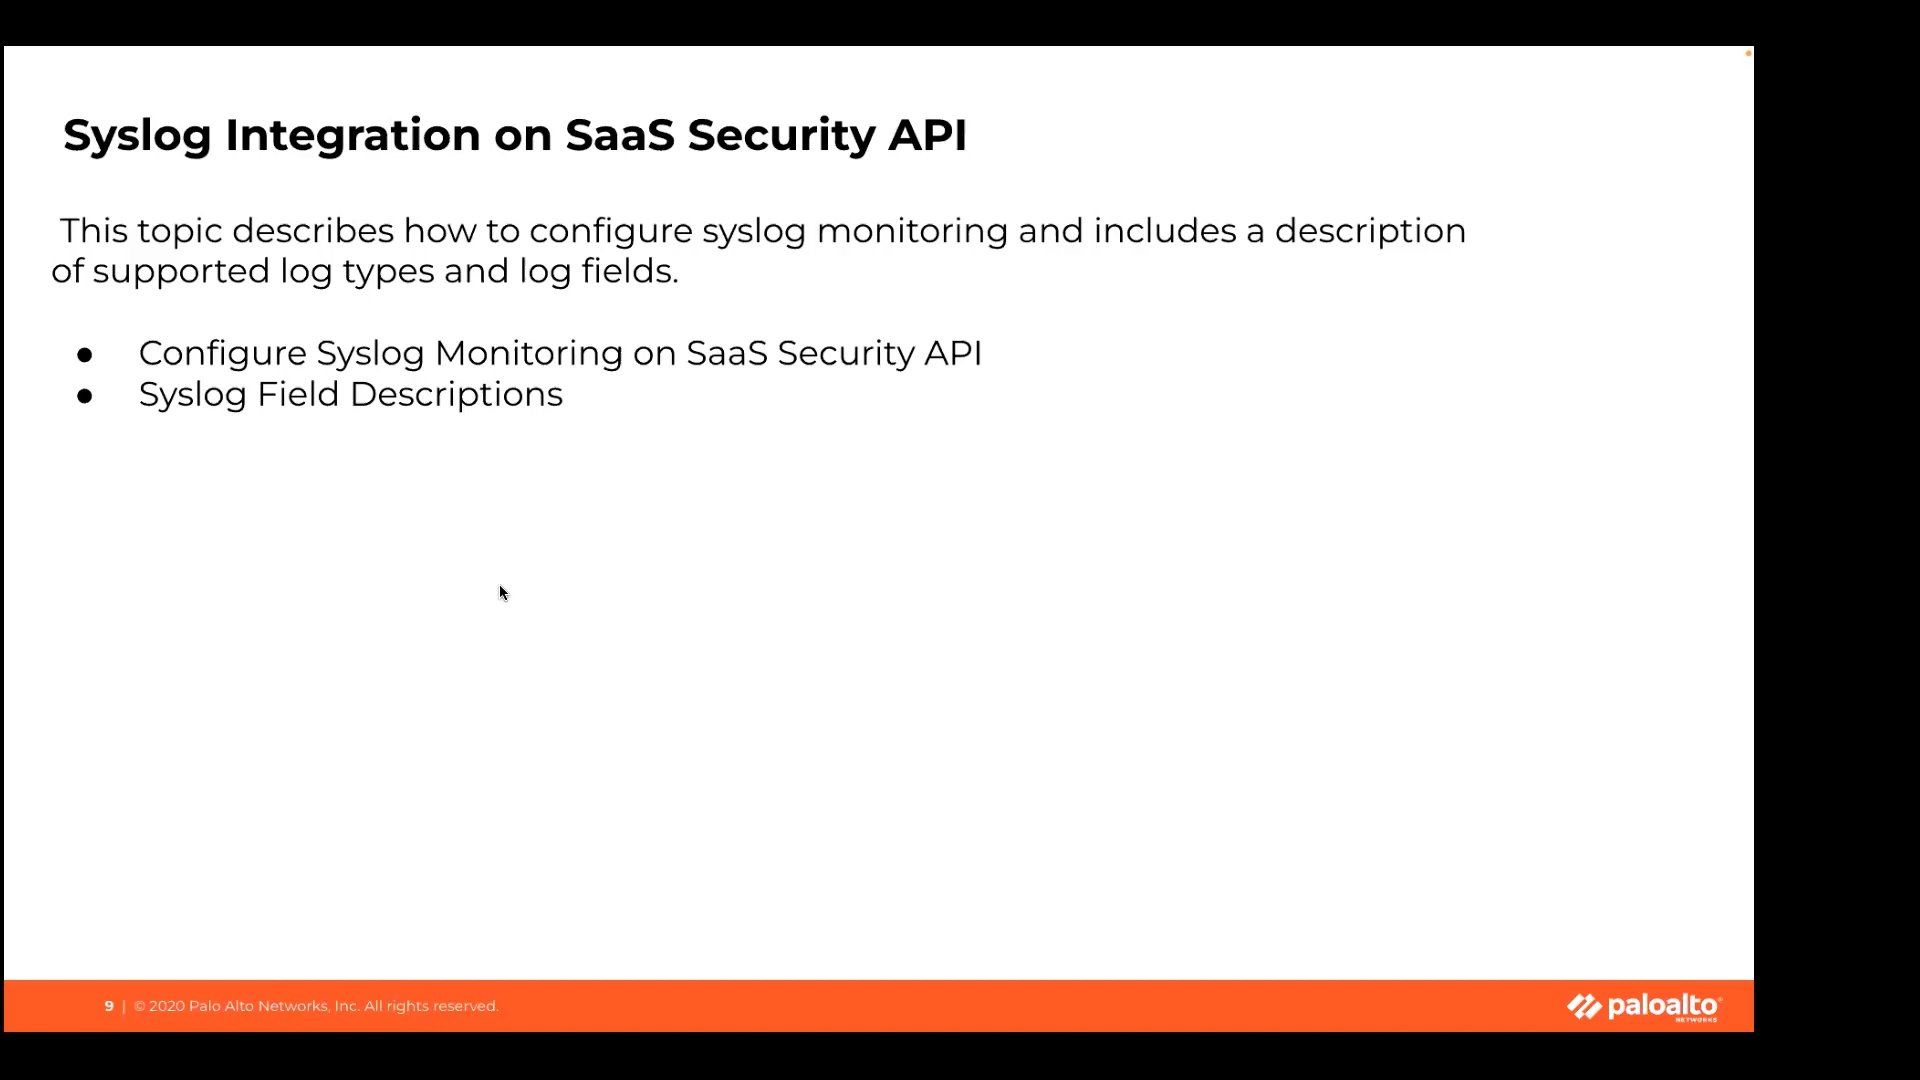 Syslog Integration on SaaS Security API
This topic describes how to configure syslog monitoring and includes a description
of supported log types and log fields.
● Configure Syslog Monitoring on SaaS Security API
● Syslog Field Descriptions
9 | © 2020 Palo Alto Networks, Inc. All rights reserved.
paloalto
NETWORKS